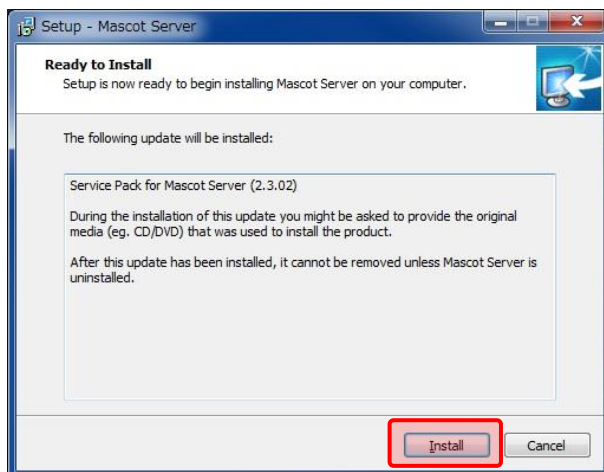 Setup - Mascot Server
Ready to Install
Setup is now ready to begin installing Mascot Server on your computer.
The following update will be installed:
Service Pack for Mascot Server (2.3.02)
During the installation of this update you might be asked to provide the original
media (eg. CD/DVD) that was used to install the product.
After this update has been installed, it cannot be removed unless Mascot Server is
uninstalled.
Install
Cancel